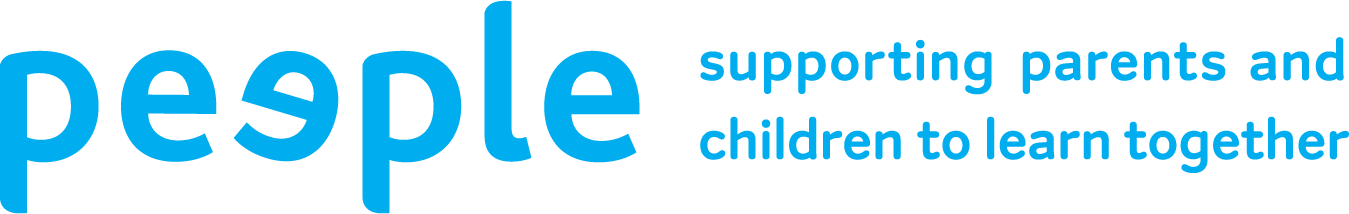 peeple
supporting parents and
children to learn together